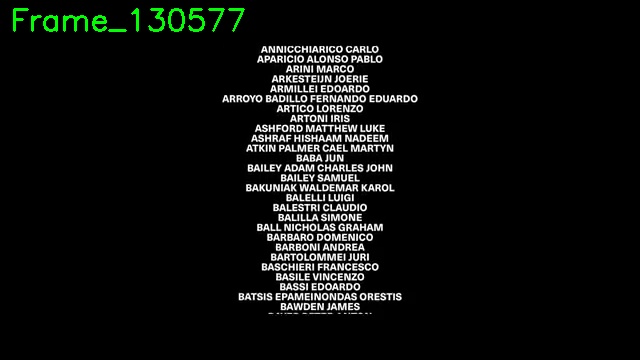 Frame_130577
ANNICCHIARICO CARLO
APARICIO ALONSO PABLO
ARINI MARCO
ARKESTEIJN JOERIE
ARMILLEI EDOARDO
ARROYO BADILLO FERNANDO EDUARDO
ARTICO LORENZO
ARTONI IRIS
ASHFORD MATTHEW LUKE
ASHRAF HISHAAM NADEEM
ATKIN PALMER CAEL MARTYN
BABA JUN
BAILEY ADAM CHARLES JOHN
BAILEY SAMUEL
BAKUNIAK WALDEMAR KAROL
BALELLI LUIGI
BALESTRI CLAUDIO
BALILLA SIMONE
BALL NICHOLAS GRAHAM
BARBARO DOMENICO
BARBONI ANDREA
BARTOLOMMEI JURI
BASCHIERI FRANCESCO
BASILE VINCENZO
BASSI EDOARDO
BATSIS EPAMEINONDAS ORESTIS
BAWDEN JAMES